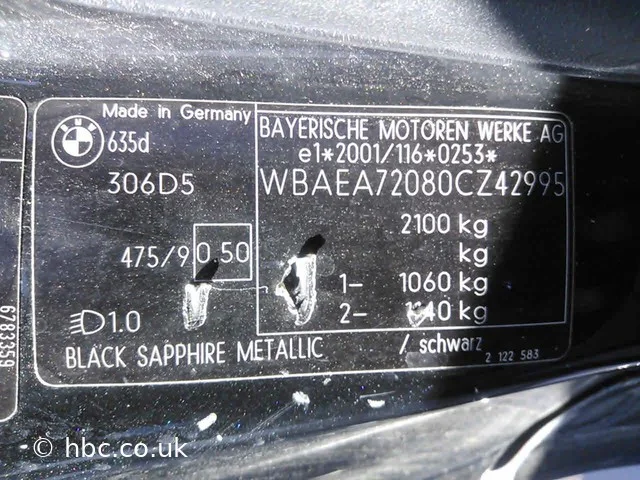 Made in Germany
BMW
635d
BAYERISCHE MOTOREN WERKE AG
e1*2001/116*0253*
306D5
WBAEA72080CZ42995
2100 kg
475/9 0.50
kg
1- 1060 kg
2- kg
1.0
BLACK SAPPHIRE METALLIC / schwarz
2 122 583
6783359
© hbc.co.uk